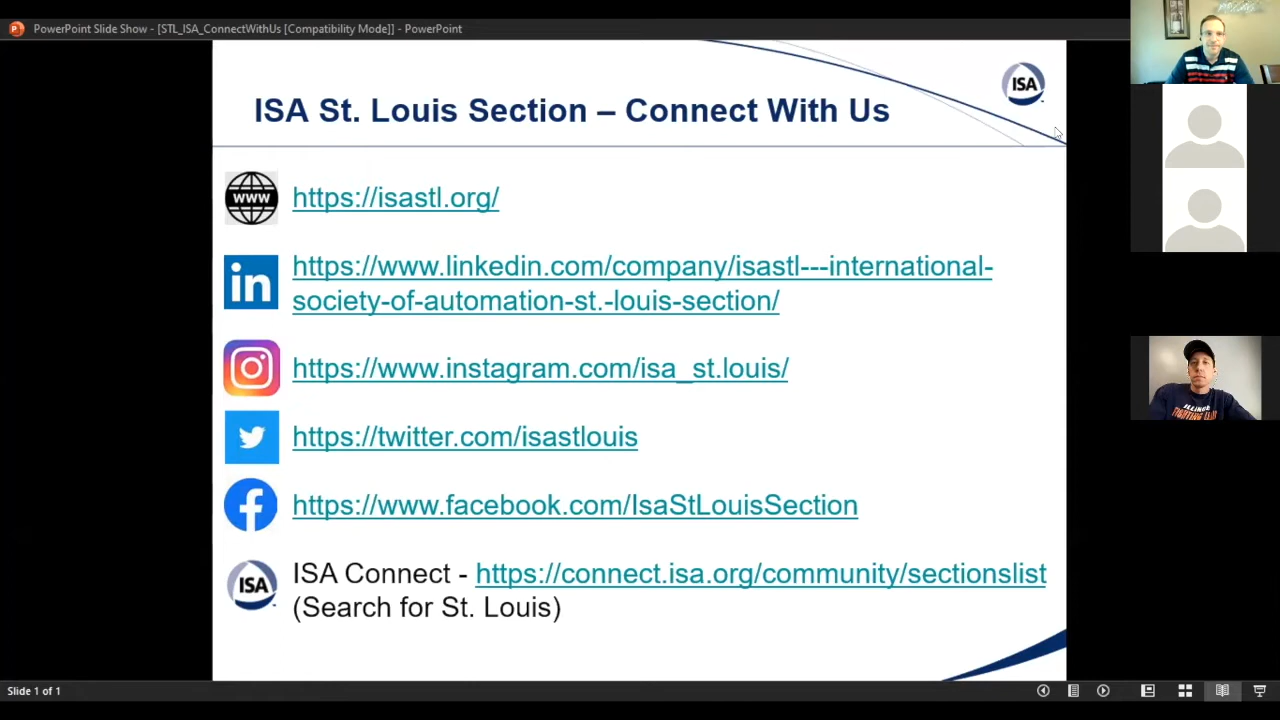 PowerPoint Slide Show - [STL_ISA_ConnectWithUs [Compatibility Mode]] - PowerPoint
ISA
ISA St. Louis Section – Connect With Us
WWW
https://isastl.org/
in
https://www.linkedin.com/company/isastl---international-
society-of-automation-st.-louis-section/
https://www.instagram.com/isa_st.louis/
https://twitter.com/isastlouis
https://www.facebook.com/IsaStLouisSection
ISA
ISA Connect - https://connect.isa.org/community/sectionslist
(Search for St. Louis)
ILLINOIS
Slide 1 of 1